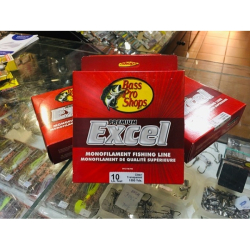 Bass Pro
Shops
PREMIUM
Excel
MONOFILAMENT FISHING LINE
MONOFILAMENT DE QUALITÉ SUPÉRIEURE
10